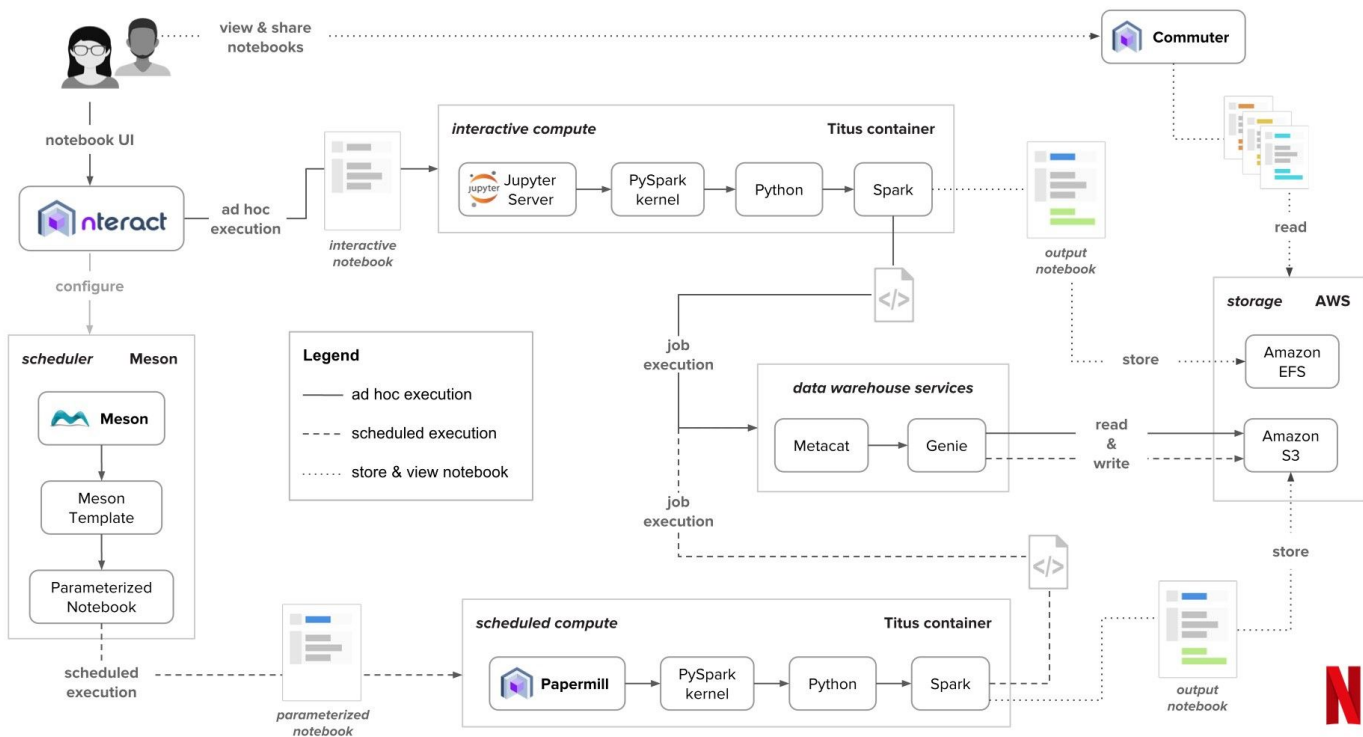 view & share
notebooks
Commuter
notebook UI
interactive compute
Titus container
jupyter
Jupyter
Server
PySpark
kernel
Python
Spark
nteract
ad hoc
execution
interactive
notebook
output
notebook
read
configure
</>
storage
AWS
scheduler
Meson
Legend
ad hoc execution
scheduled execution
store & view notebook
job
execution
store
Amazon
EFS
Meson
data warehouse services
Metacat
Genie
read
&
write
Amazon
S3
Meson
Template
job
execution
</>
store
Parameterized
Notebook
scheduled compute
Titus container
scheduled
execution
Papermill
PySpark
kernel
Python
Spark
parameterized
notebook
output
notebook
N